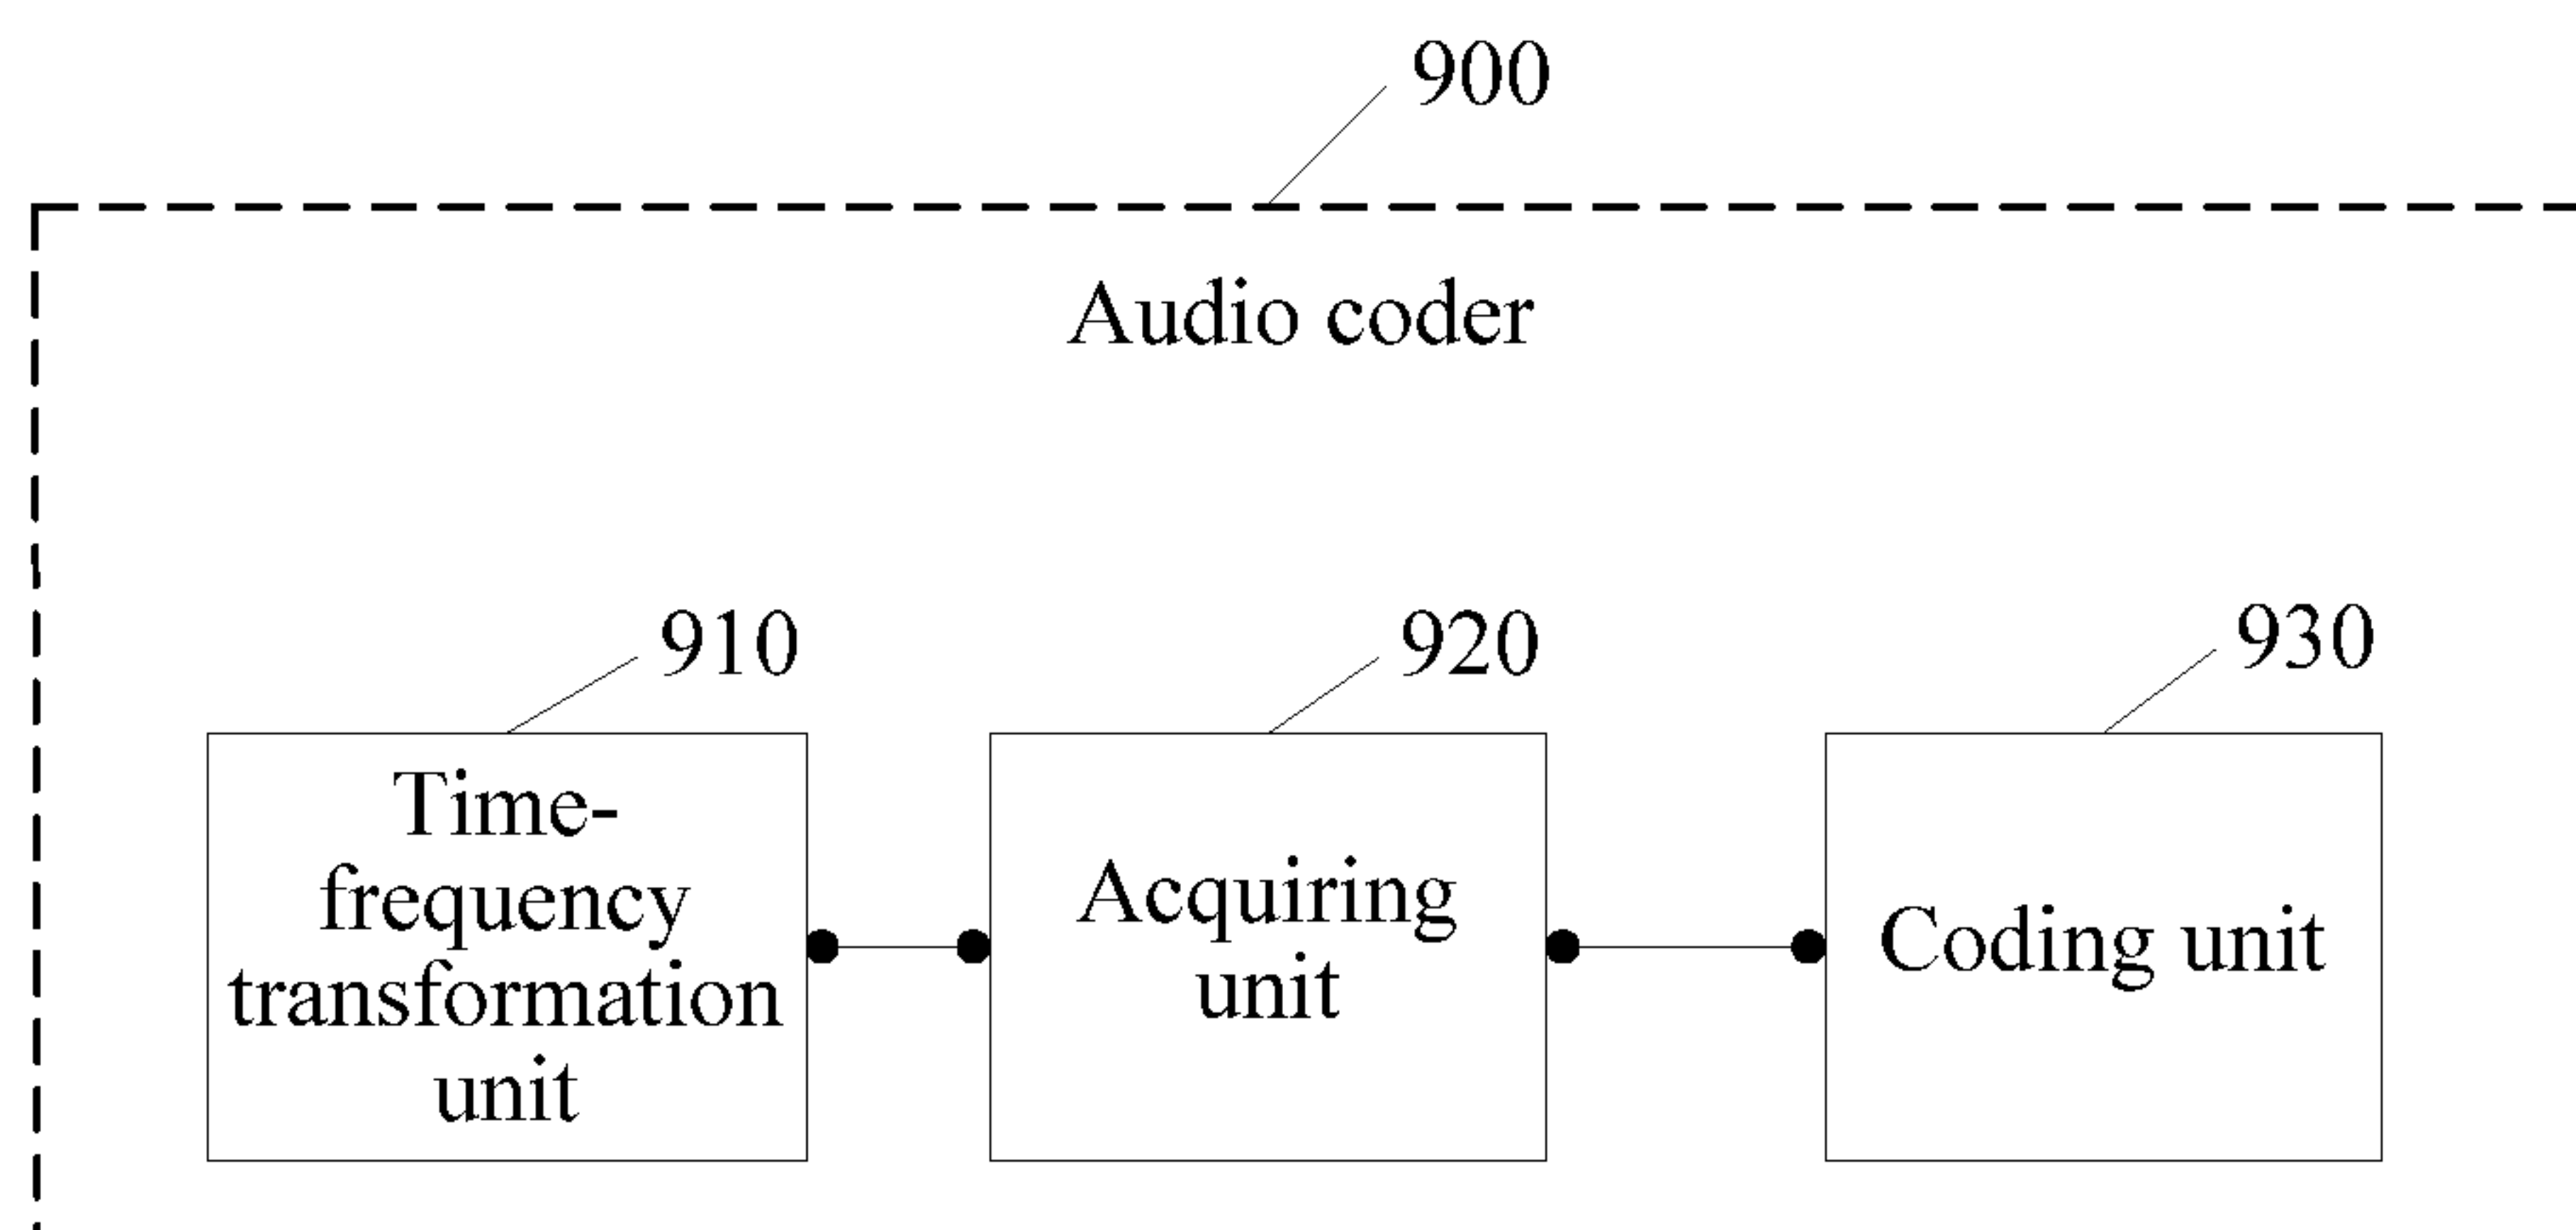 900
Audio coder
910
920
930
Time-
frequency
transformation
unit
Acquiring
unit
Coding unit